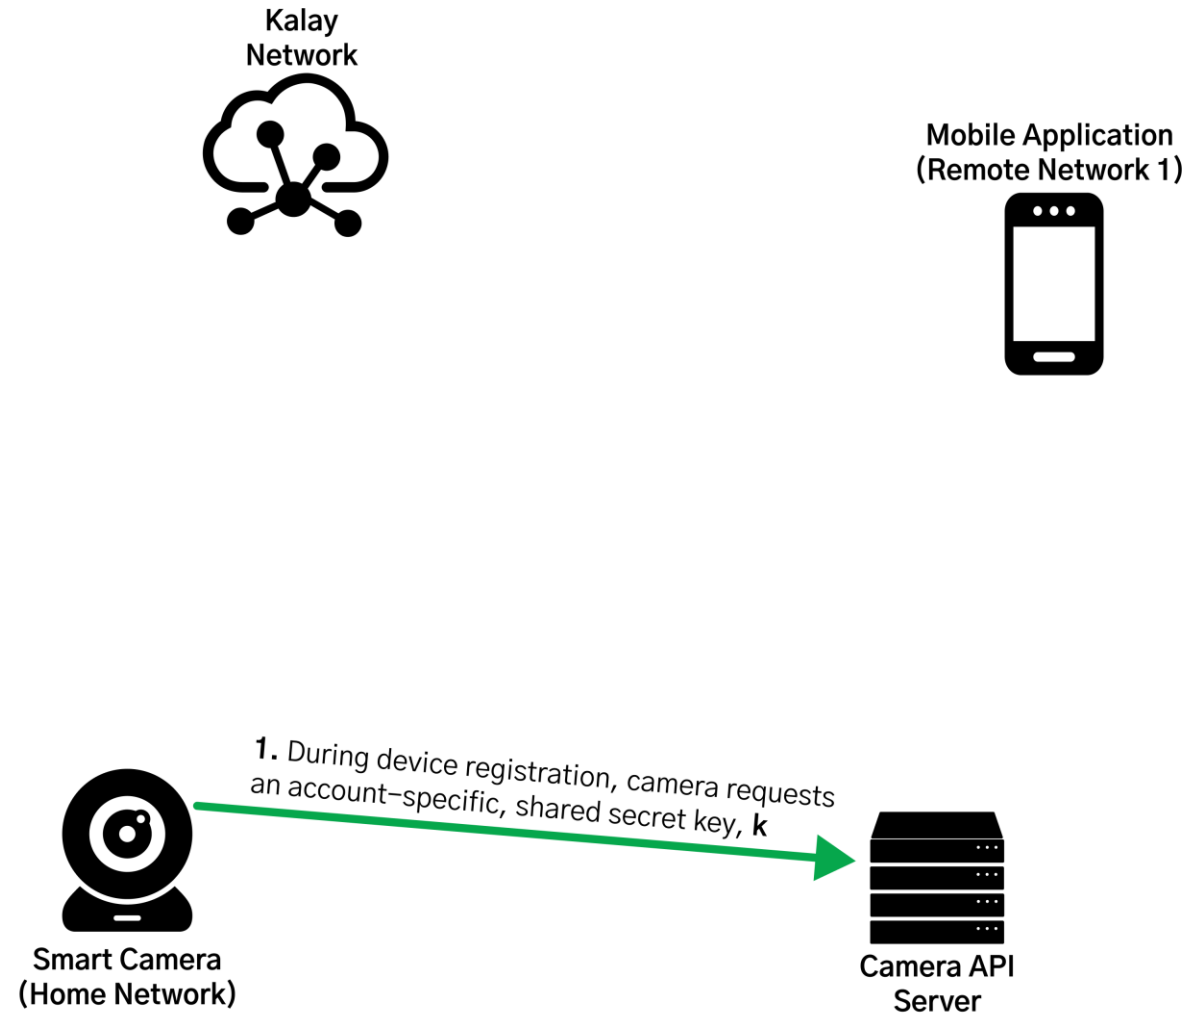 Kalay
Network
Mobile Application
(Remote Network 1)
1. During device registration, camera requests
an account-specific, shared secret key, k
Smart Camera
(Home Network)
Camera API
Server